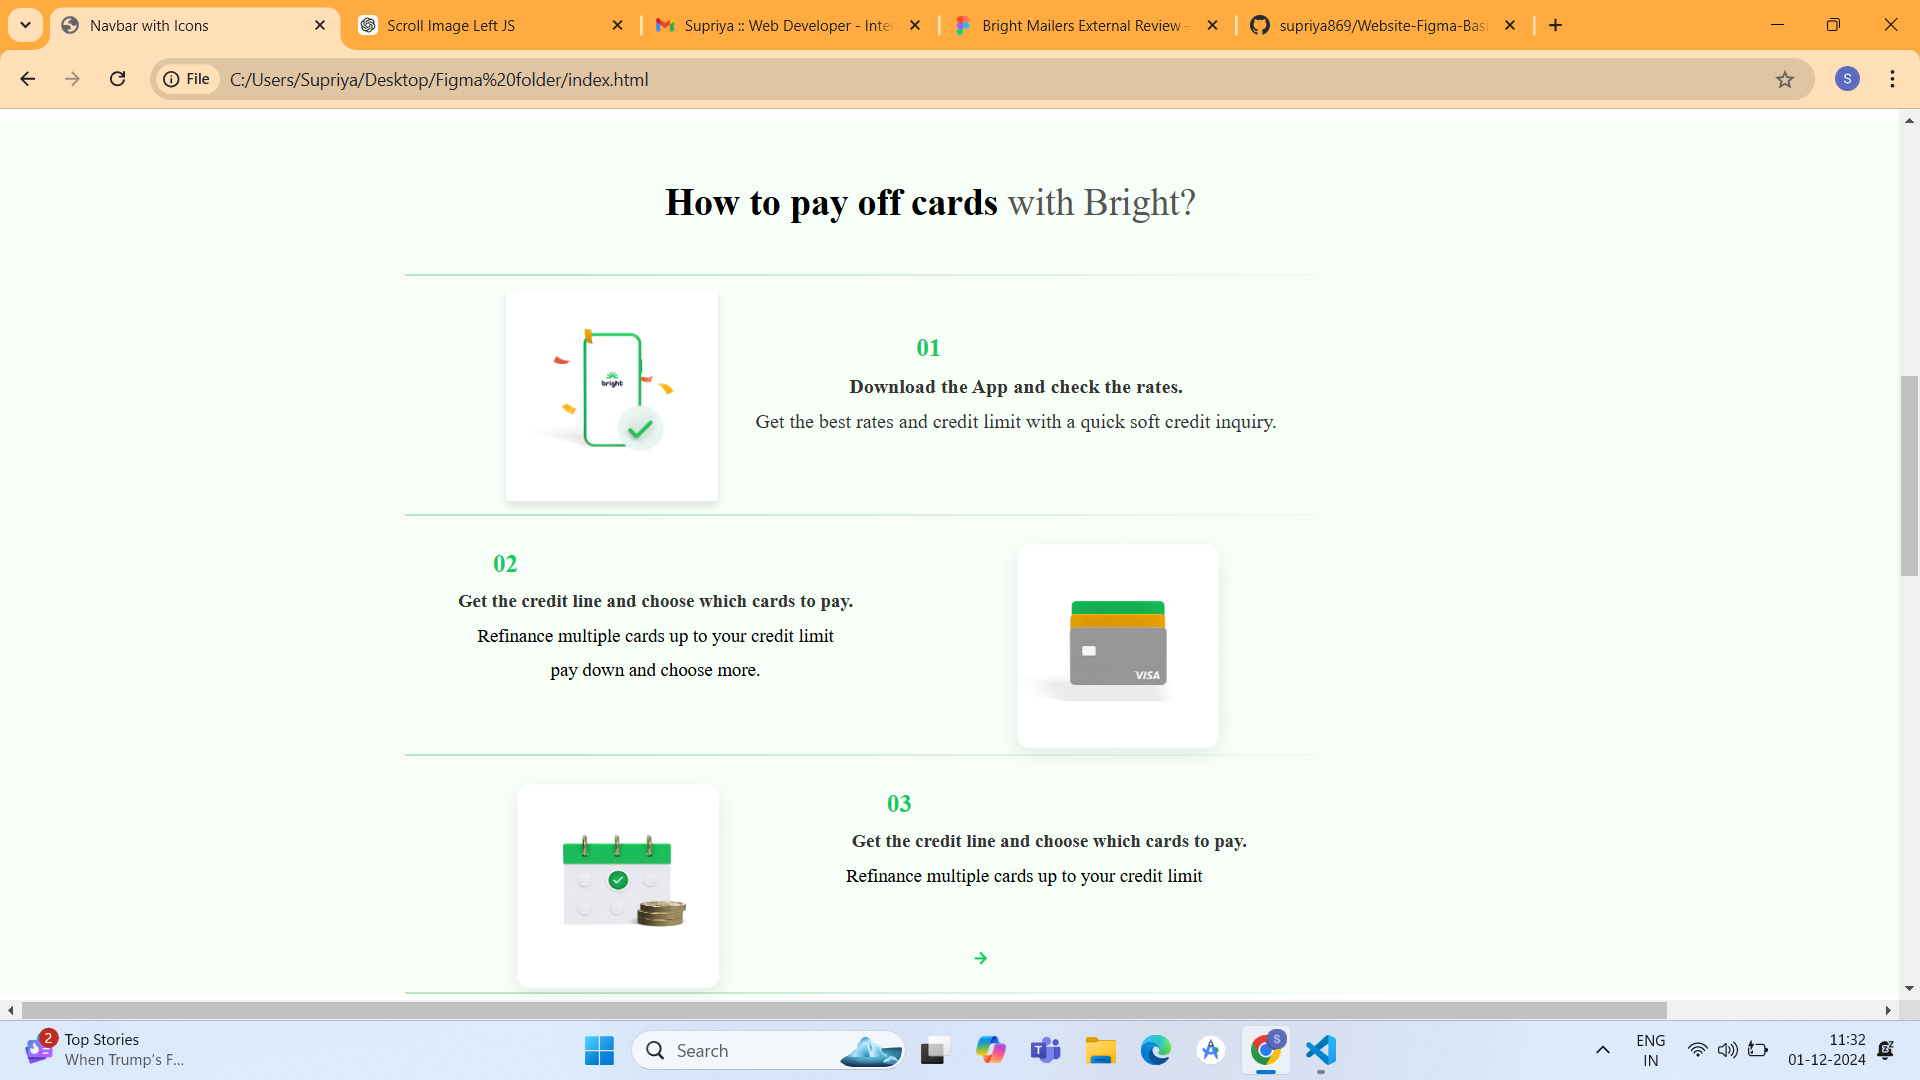 Navbar with Icons
Scroll Image Left JS
Supriya :: Web Developer - Inter
Bright Mailers External Review –
supriya869/Website-Figma-Bas
File
C:/Users/Supriya/Desktop/Figma%20folder/index.html
S
How to pay off cards with Bright?
bright
01
Download the App and check the rates.
Get the best rates and credit limit with a quick soft credit inquiry.
02
Get the credit line and choose which cards to pay.
Refinance multiple cards up to your credit limit
pay down and choose more.
VISA
03
Get the credit line and choose which cards to pay.
Refinance multiple cards up to your credit limit
2
Top Stories
When Trump's F...
Search
S
ENG
IN
11:32
01-12-2024